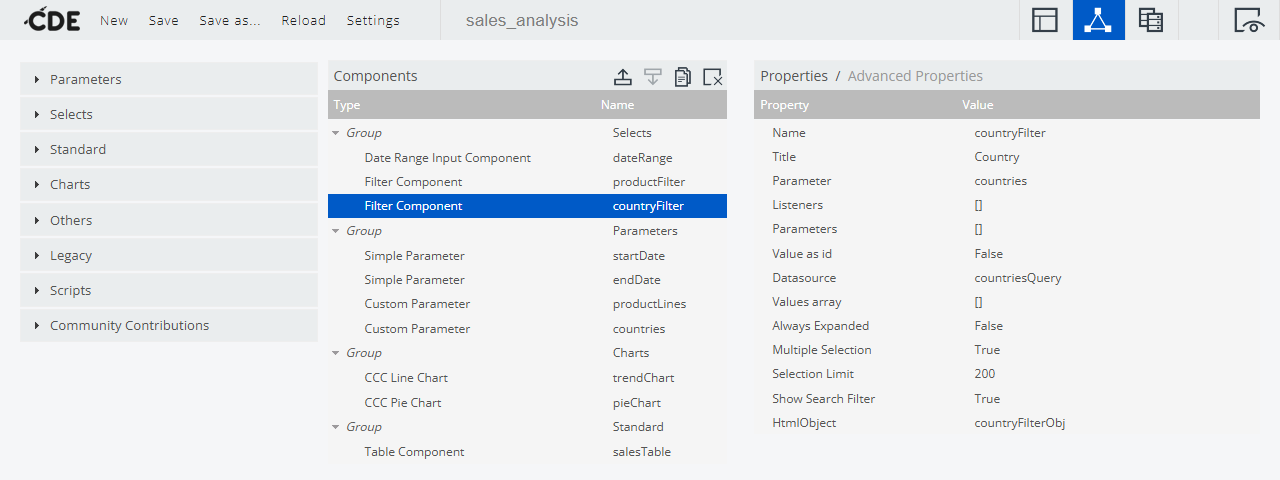 CDE New Save Save as... Reload Settings sales_analysis
Parameters
Selects
Standard
Charts
Others
Legacy
Scripts
Community Contributions
Components
Type Name
Group Selects
Date Range Input Component dateRange
Filter Component productFilter
Filter Component countryFilter
Group Parameters
Simple Parameter startDate
Simple Parameter endDate
Custom Parameter productLines
Custom Parameter countries
Group Charts
CCC Line Chart trendChart
CCC Pie Chart pieChart
Group Standard
Table Component salesTable
Properties / Advanced Properties
Property Value
Name countryFilter
Title Country
Parameter countries
Listeners []
Parameters []
Value as id False
Datasource countriesQuery
Values array []
Always Expanded False
Multiple Selection True
Selection Limit 200
Show Search Filter True
HtmlObject countryFilterObj